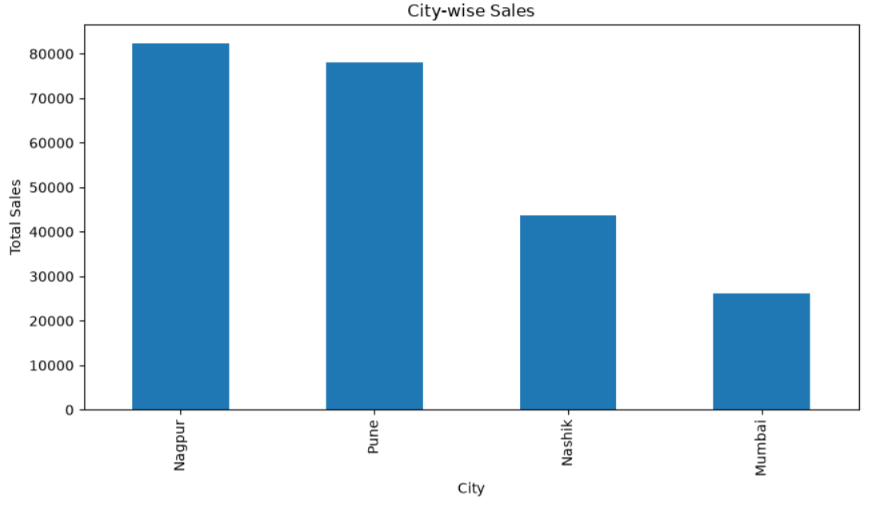 City-wise Sales
Total Sales
80000
70000
60000
50000
40000
30000
20000
10000
0
Nagpur
Pune
Nashik
Mumbai
City